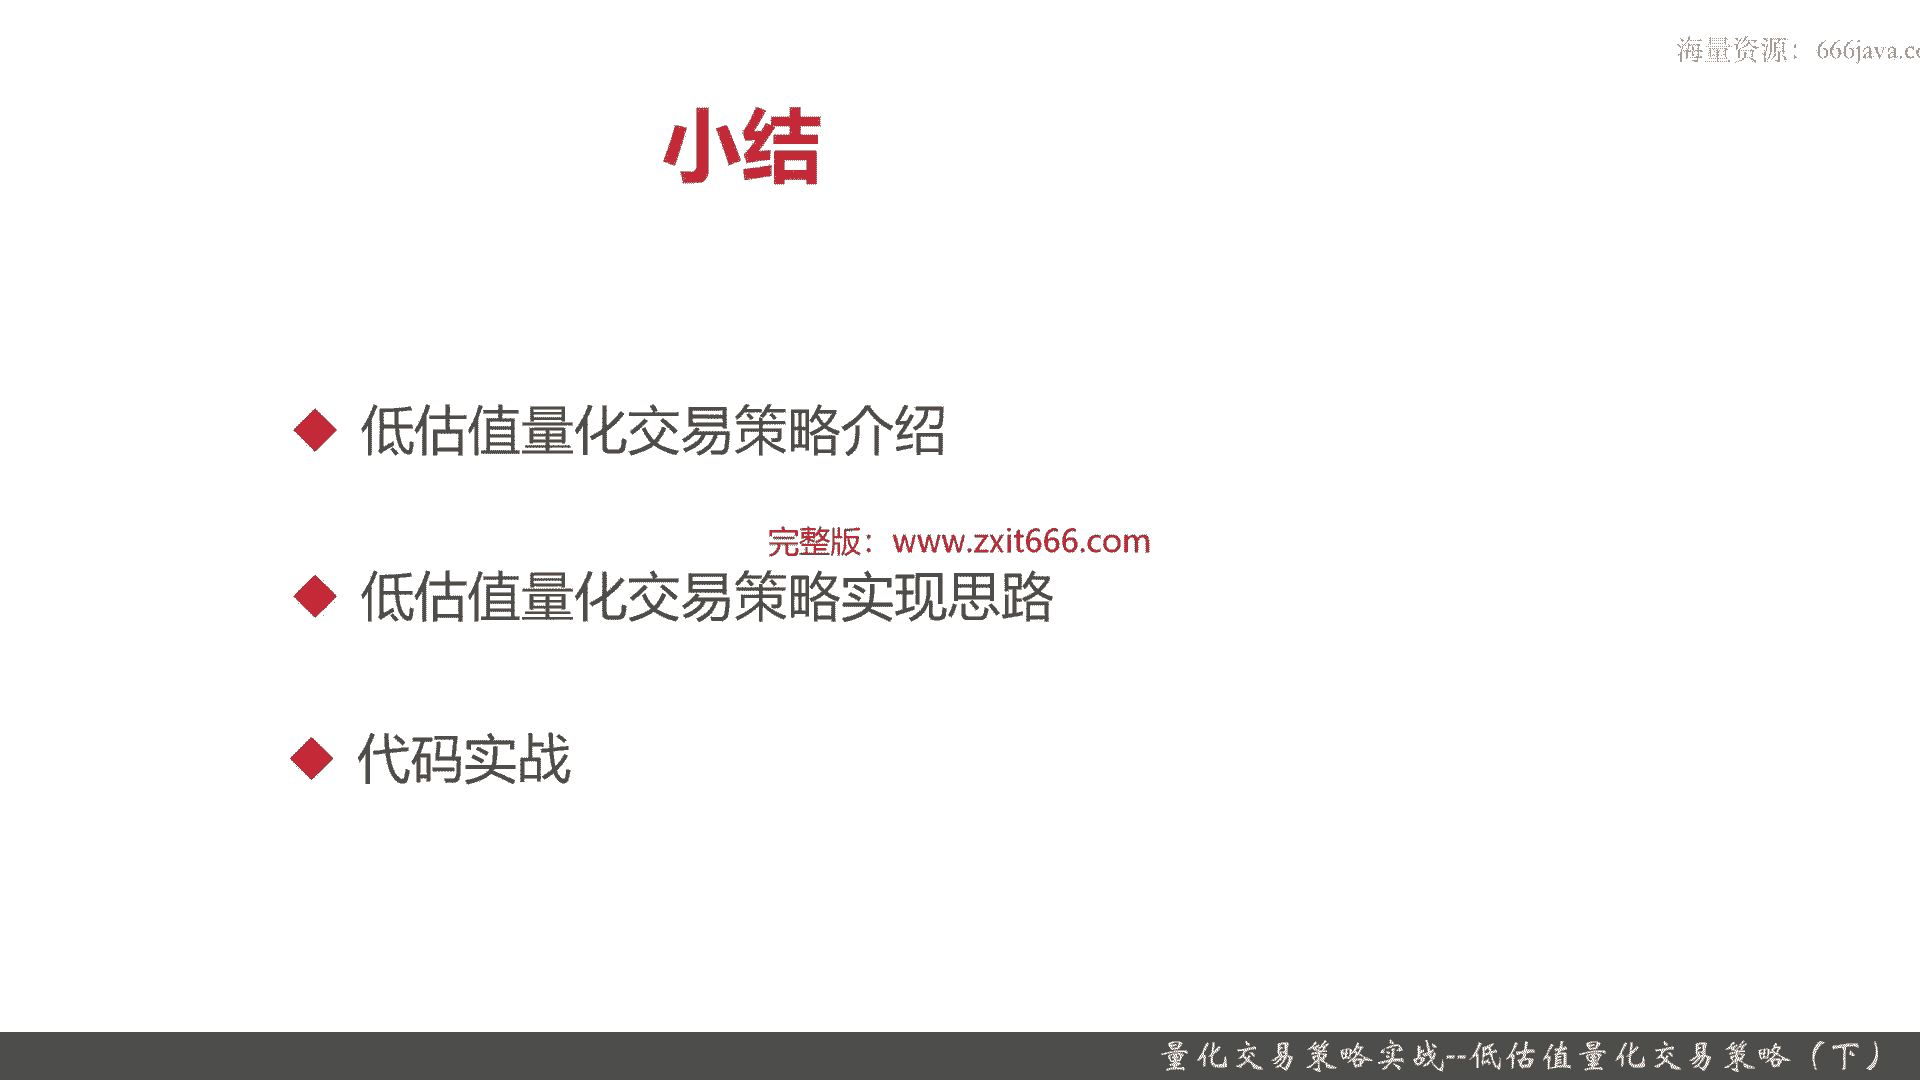 海量资源：666java.co
小结
低估值量化交易策略介绍
完整版：www.zxit666.com
低估值量化交易策略实现思路
代码实战
量化交易策略实战--低估值量化交易策略（下）